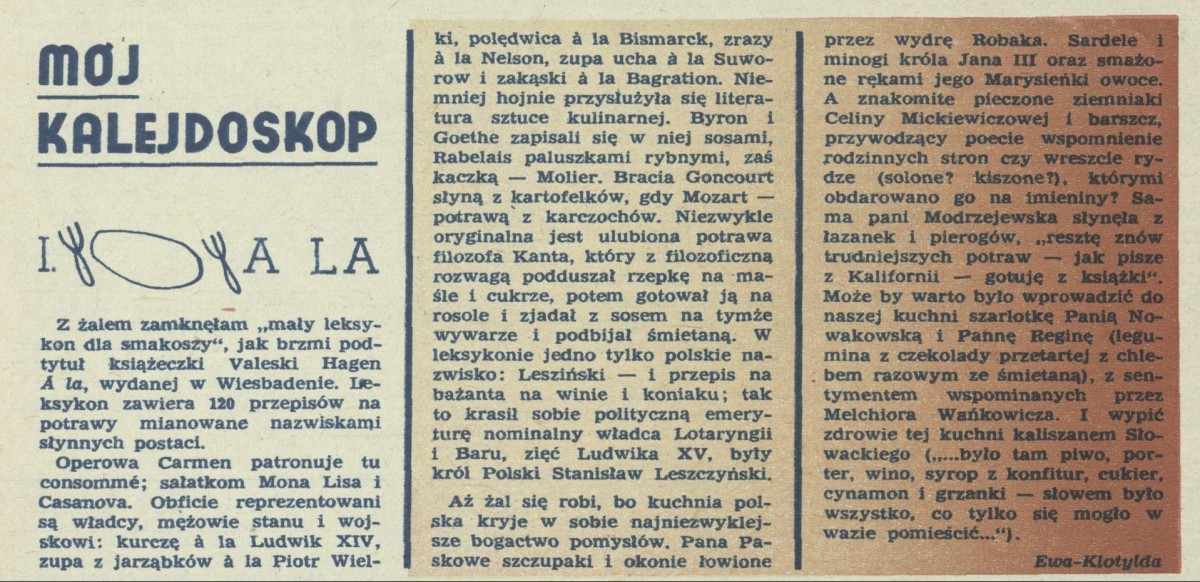 MÓJ
KALEJDOSKOP
I. A LA
Z żalem zamknęłam „mały leksy-
kon dla smakoszy“, jak brzmi pod-
tytuł książeczki Valeski Hagen
A la, wydanej w Wiesbadenie. Le-
ksykon zawiera 120 przepisów na
potrawy mianowane nazwiskami
słynnych postaci.
Operowa Carmen patronuje tu
consommé; sałatkom Mona Lisa i
Casanova. Obficie reprezentowani
są władcy, mężowie stanu i woj-
skowi: kurczę à la Ludwik XIV,
zupa z jarząbków à la Piotr Wiel-
ki, polędwica à la Bismarck, zrazy
à la Nelson, zupa ucha à la Suwo-
row i zakąski à la Bagration. Nie-
mniej hojnie przysłużyła się litera-
tura sztuce kulinarnej. Byron i
Goethe zapisali się w niej sosami,
Rabelais paluszkami rybnymi, zaś
kaczką — Molier. Bracia Goncourt
słyną z kartofelków, gdy Mozart —
potrawą z karczochów. Niezwykle
oryginalna jest ulubiona potrawa
filozofa Kanta, który z filozoficzną
rozwagą podduszał rzepkę na ma-
śle i cukrze, potem gotował ją na
rosole i zjadał z sosem na tymże
wywarze i podbijał śmietaną. W
leksykonie jedno tylko polskie na-
zwisko: Lesziński — i przepis na
bażanta na winie i koniaku; tak
to krasił sobie polityczną emery-
turę nominalny władca Lotaryngii
i Baru, zięć Ludwika XV, były
król Polski Stanisław Leszczyński.
Aż żal się robi, bo kuchnia pol-
ska kryje w sobie najniezwyklej-
sze bogactwo pomysłów. Pana Pa-
skowe szczupaki i okonie łowione
przez wydrę Robaka. Sardele i
minogi króla Jana III oraz smażo-
ne rękami jego Marysieńki owoce.
A znakomite pieczone ziemniaki
Celiny Mickiewiczowej i barszcz,
przywodzący poecie wspomnienie
rodzinnych stron czy wreszcie ry-
dze (solone? kiszone?), którymi
obdarowano go na imieniny? Sa-
ma pani Modrzejewska słynęła z
łazanek i pierogów, „resztę znów
trudniejszych potraw — jak pisze
z Kalifornii — gotuję z książki“.
Może by warto było wprowadzić do
naszej kuchni szarlotkę Panią No-
wakowską i Pannę Reginę (legu-
mina z czekolady przetartej z chle-
bem razowym ze śmietaną), z sen-
tymentem wspominanych przez
Melchiora Wańkowicza. I wypić
zdrowie tej kuchni kaliszanem Sło-
wackiego („...było tam piwo, por-
ter, wino, syrop z konfitur, cukier,
cynamon i grzanki — słowem było
wszystko, co tylko się mogło w
wazie pomieścić...“).
Ewa-Klotylda